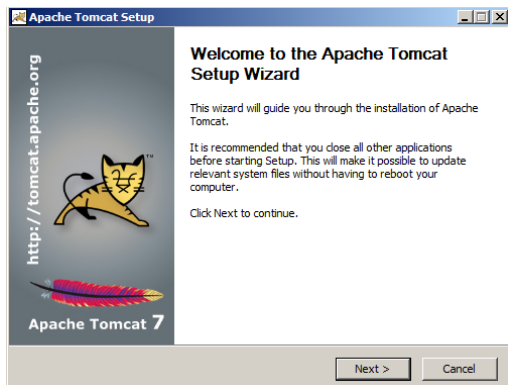 Apache Tomcat Setup
http://tomcat.apache.org
TM
Apache Tomcat 7
Welcome to the Apache Tomcat
Setup Wizard
This wizard will guide you through the installation of Apache
Tomcat.
It is recommended that you close all other applications
before starting Setup. This will make it possible to update
relevant system files without having to reboot your
computer.
Click Next to continue.
Next >
Cancel